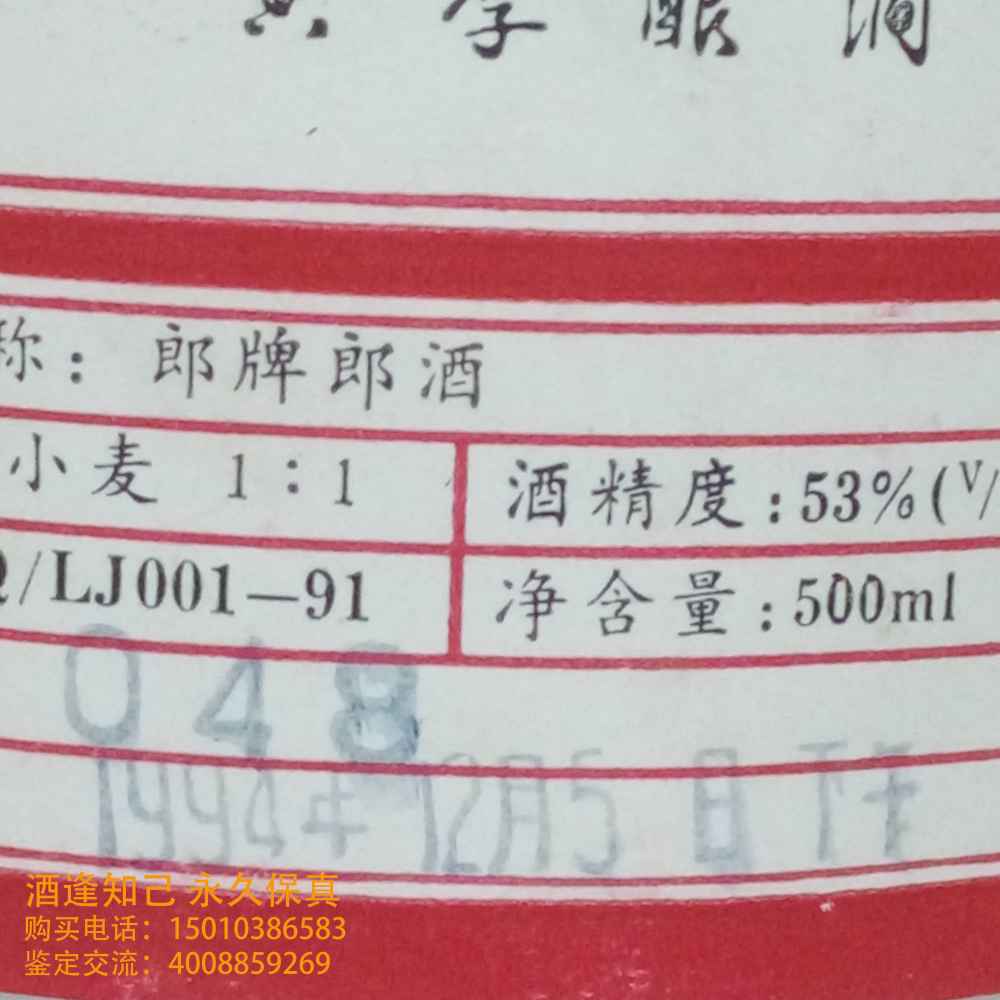 称：郎牌郎酒
小麦 1：1
酒精度：53%(V/
Q/LJ001-91
净含量：500ml
048
1994年12月5日下午
酒逢知己 永久保真
购买电话：15010386583
鉴定交流：4008859269